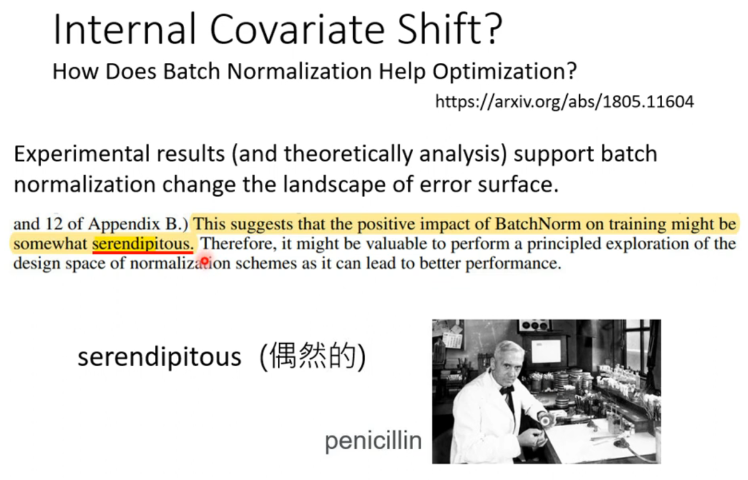 Internal Covariate Shift?
How Does Batch Normalization Help Optimization?
https://arxiv.org/abs/1805.11604
Experimental results (and theoretically analysis) support batch
normalization change the landscape of error surface.
and 12 of Appendix B.) This suggests that the positive impact of BatchNorm on training might be
somewhat serendipitous. Therefore, it might be valuable to perform a principled exploration of the
design space of normalization schemes as it can lead to better performance.
serendipitous (偶然的)
penicillin